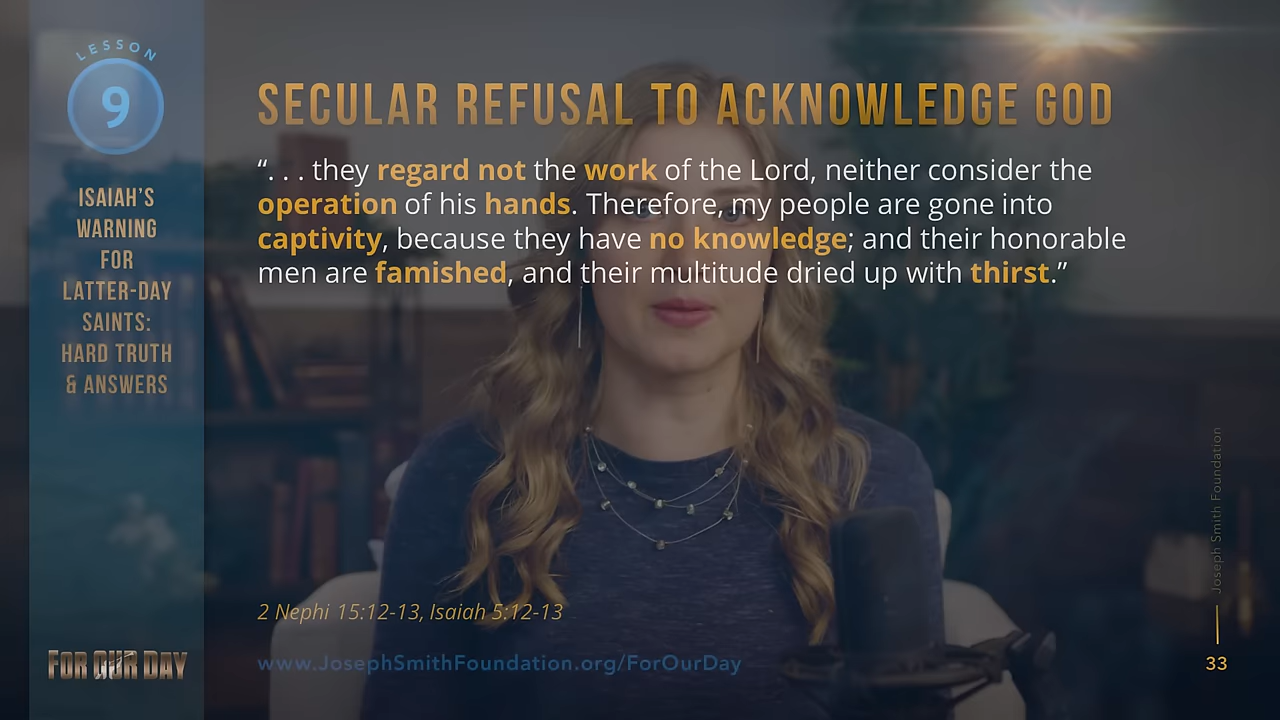 LESSON
9
ISAIAH'S
WARNING
FOR
LATTER-DAY
SAINTS:
HARD TRUTH
& ANSWERS
FOR OUR DAY
SECULAR REFUSAL TO ACKNOWLEDGE GOD
“. . . they regard not the work of the Lord, neither consider the
operation of his hands. Therefore, my people are gone into
captivity, because they have no knowledge; and their honorable
men are famished, and their multitude dried up with thirst.”
2 Nephi 15:12-13, Isaiah 5:12-13
www.JosephSmithFoundation.org/ForOurDay
Joseph Smith Foundation
33